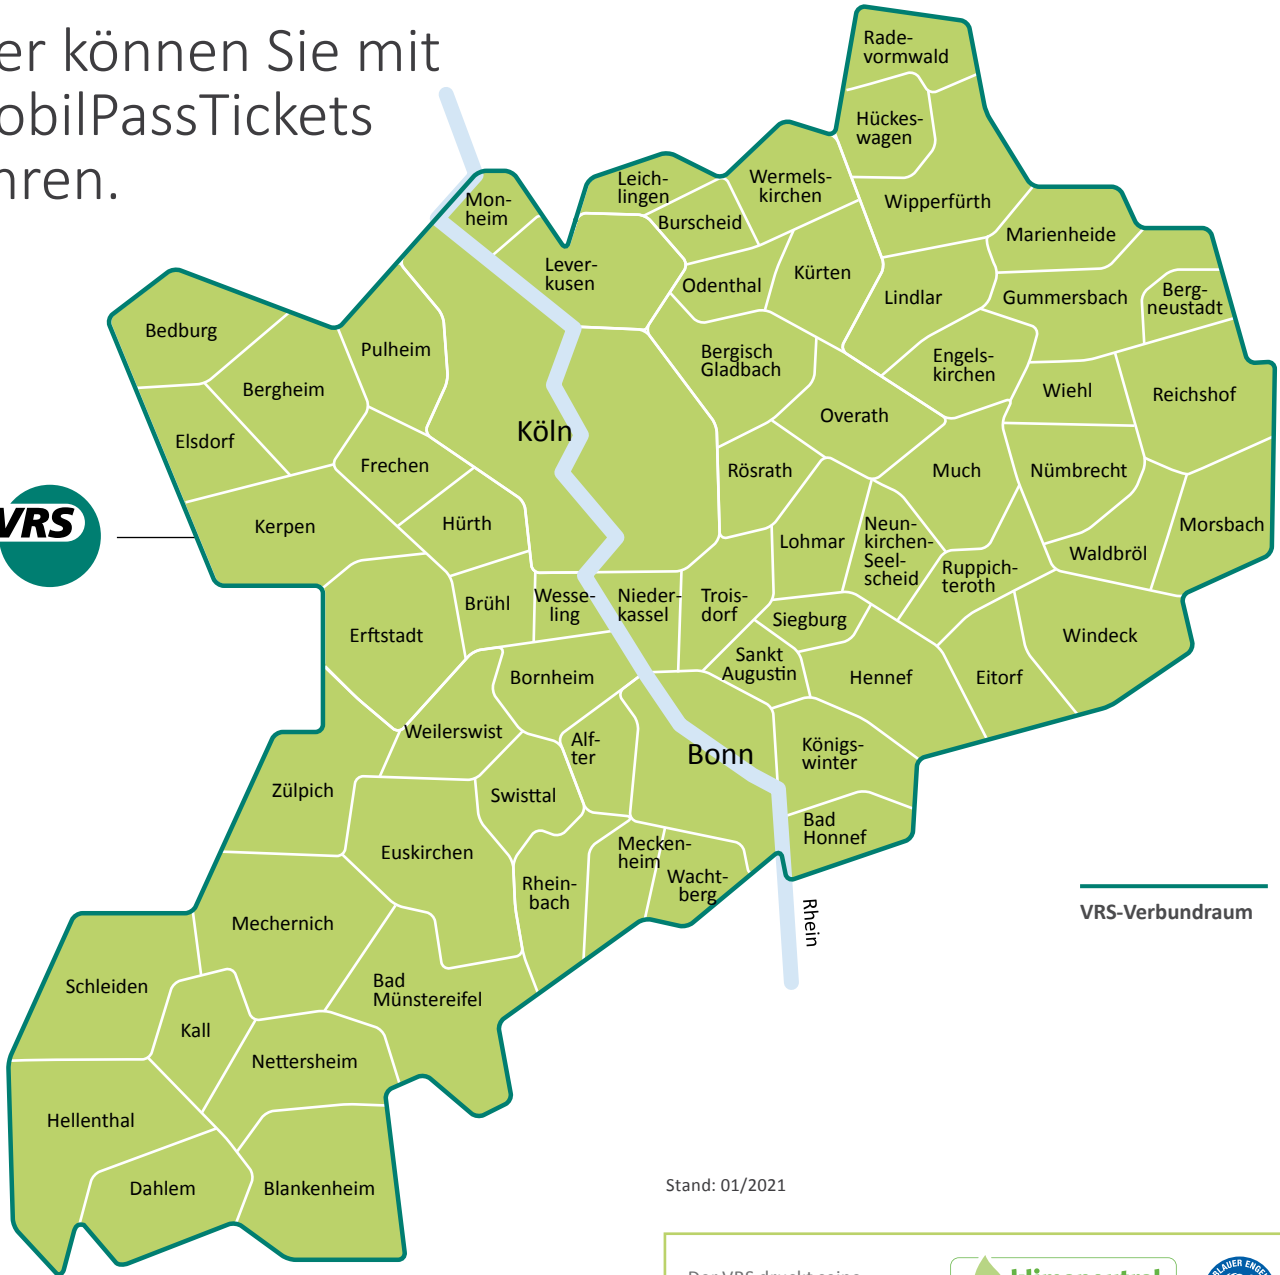 er können Sie mit
obilPassTickets
hren.
Rade-
vormwald
Hückes-
wagen
Wermels-
kirchen
Leich-
lingen
Burscheid
Wipperfürth
Mon-
heim
Marienheide
Lever-
kusen
Odenthal
Kürten
Lindlar
Gummersbach
Berg-
neustadt
Bedburg
Pulheim
Bergisch
Gladbach
Engels-
kirchen
Bergheim
Wiehl
Reichshof
Elsdorf
Köln
Overath
Frechen
Rösrath
Much
Nümbrecht
VRS
Kerpen
Hürth
Lohmar
Neun-
kirchen-
Seel-
scheid
Morsbach
Waldbröl
Ruppich-
teroth
Brühl
Wesse-
ling
Nieder-
kassel
Trois-
dorf
Siegburg
Erftstadt
Windeck
Sankt
Augustin
Bornheim
Hennef
Eitorf
Weilerswist
Alf-
ter
Bonn
Königs-
winter
Zülpich
Swisttal
Bad
Honnef
Euskirchen
Mecken-
heim
Rhein-
bach
Wacht-
berg
Rhein
VRS-Verbundraum
Mechernich
Schleiden
Bad
Münstereifel
Kall
Nettersheim
Hellenthal
Dahlem
Blankenheim
Stand: 01/2021